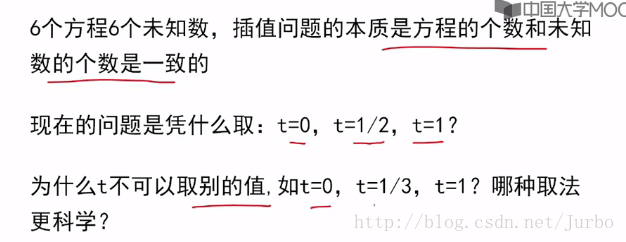 中国大学MOO
6个方程6个未知数，插值问题的本质是方程的个数和未知
数的个数是一致的
现在的问题是凭什么取：t=0，t=1/2，t=1？
为什么t不可以取别的值，如t=0，t=1/3，t=1？哪种取法
更科学？
http://blog.csdn.net/Jurbo